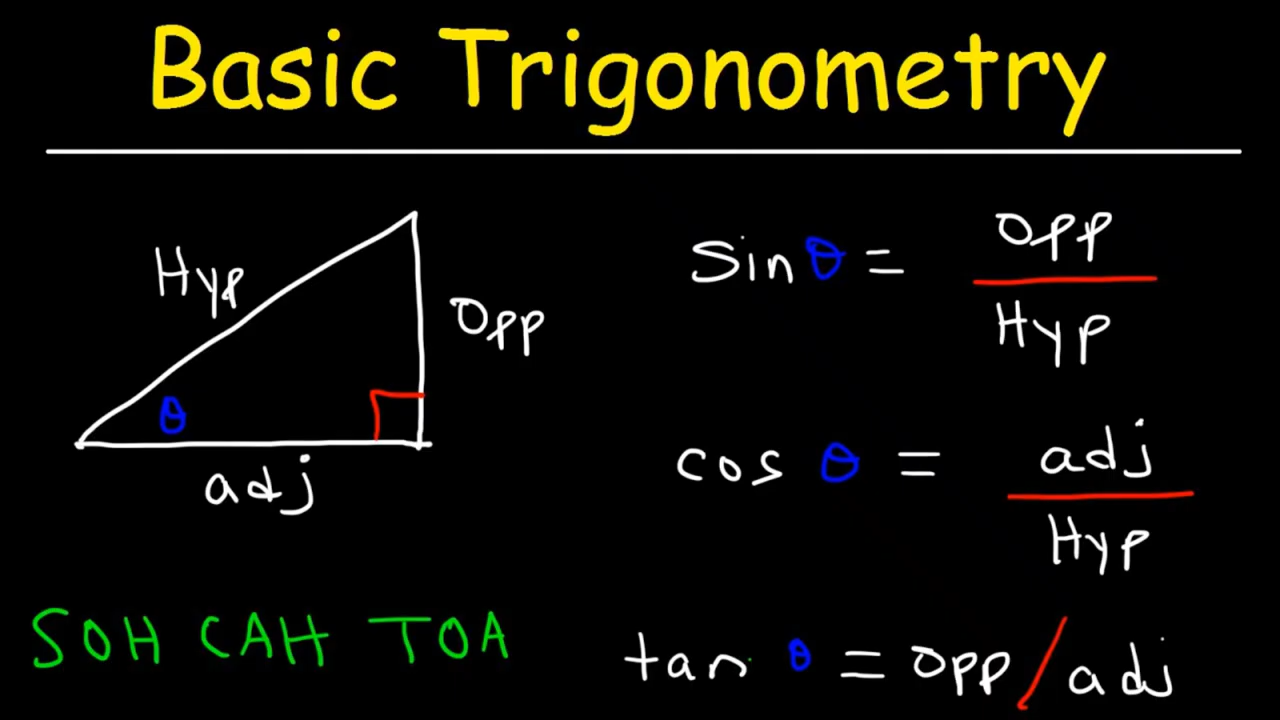 Basic Trigonometry
Hyp
Opp
θ
adj
SOH CAH TOA
Sin θ = Opp / Hyp
cos θ = adj / Hyp
tan θ = Opp / adj